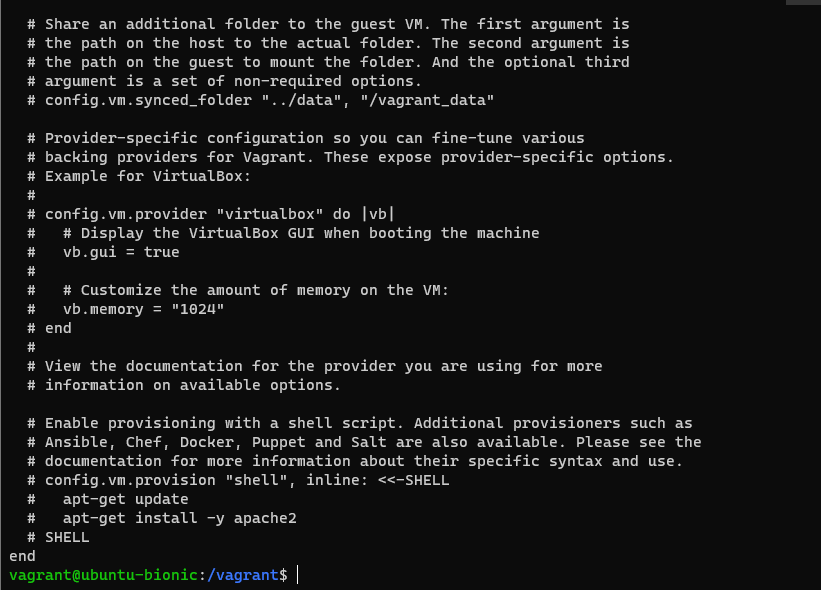 # Share an additional folder to the guest VM. The first argument is
# the path on the host to the actual folder. The second argument is
# the path on the guest to mount the folder. And the optional third
# argument is a set of non-required options.
# config.vm.synced_folder "../data", "/vagrant_data"

# Provider-specific configuration so you can fine-tune various
# backing providers for Vagrant. These expose provider-specific options.
# Example for VirtualBox:
#
# config.vm.provider "virtualbox" do |vb|
#   # Display the VirtualBox GUI when booting the machine
#   vb.gui = true
#
#   # Customize the amount of memory on the VM:
#   vb.memory = "1024"
# end
#
# View the documentation for the provider you are using for more
# information on available options.

# Enable provisioning with a shell script. Additional provisioners such as
# Ansible, Chef, Docker, Puppet and Salt are also available. Please see the
# documentation for more information about their specific syntax and use.
# config.vm.provision "shell", inline: <<-SHELL
#   apt-get update
#   apt-get install -y apache2
# SHELL
end
vagrant@ubuntu-bionic:/vagrant$